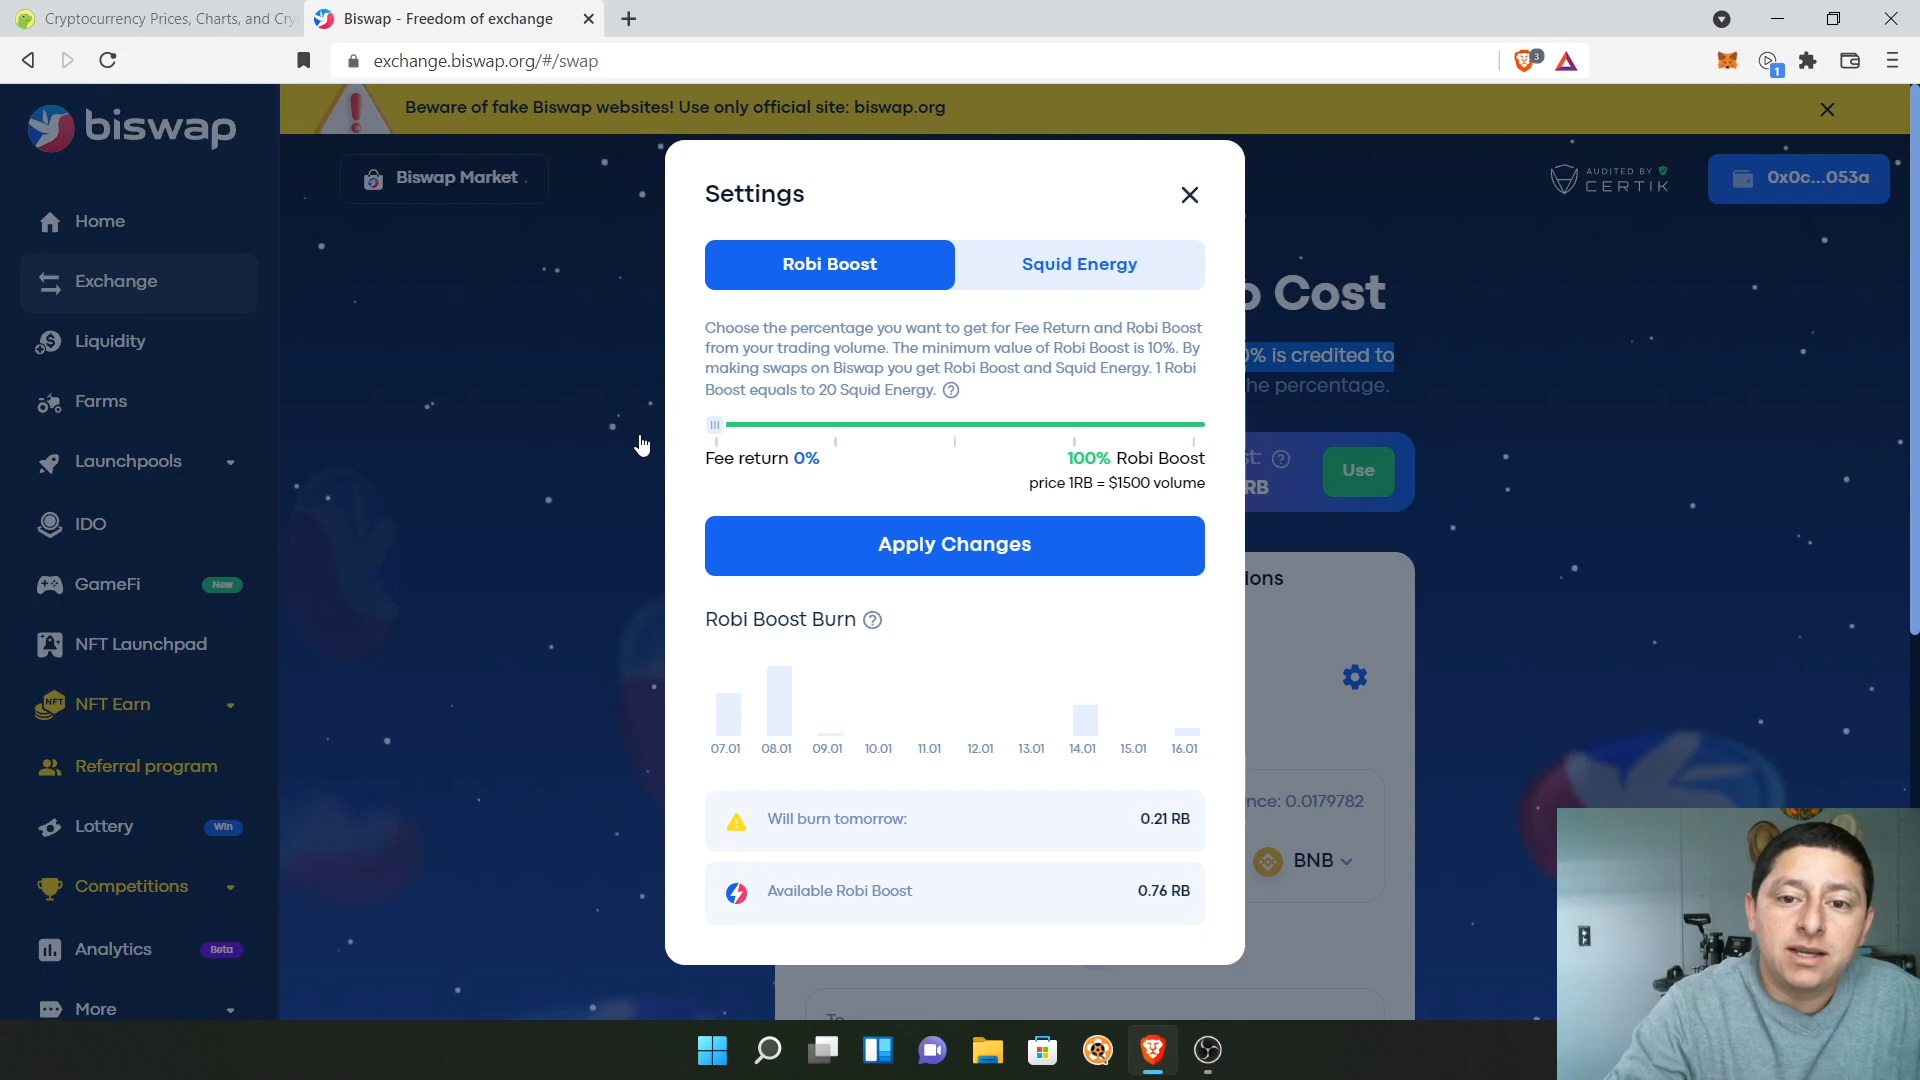 Cryptocurrency Prices, Charts, and Cry
Biswap - Freedom of exchange
exchange.biswap.org/#/swap
3
1
Beware of fake Biswap websites! Use only official site: biswap.org
biswap
Biswap Market
AUDITED BY
CERTIK
0x0c...053a
Home
Exchange
Liquidity
Farms
Launchpools
IDO
GameFi
New
NFT Launchpad
NFT Earn
NFT
Referral program
Lottery
Win
Competitions
Analytics
Beta
More
Settings
Robi Boost
Squid Energy
Choose the percentage you want to get for Fee Return and Robi Boost
from your trading volume. The minimum value of Robi Boost is 10%. By
making swaps on Biswap you get Robi Boost and Squid Energy. 1 Robi
Boost equals to 20 Squid Energy. ?
Fee return 0%
100% Robi Boost
price 1RB = $1500 volume
Apply Changes
Robi Boost Burn ?
07.01 08.01 09.01 10.01 11.01 12.01 13.01 14.01 15.01 16.01
Will burn tomorrow:
0.21 RB
Available Robi Boost
0.76 RB
Cost
0% is credited to
he percentage.
st: ?
RB
Use
ions
nce: 0.0179782
BNB